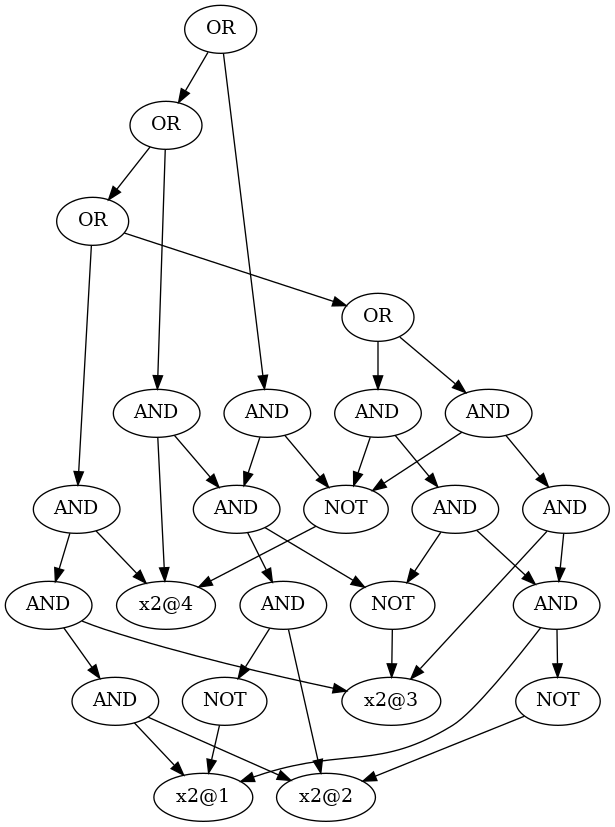 OR
OR
OR
OR
AND
AND
AND
AND
AND
AND
NOT
AND
AND
AND
x2@4
AND
NOT
AND
AND
NOT
x2@3
NOT
x2@1
x2@2